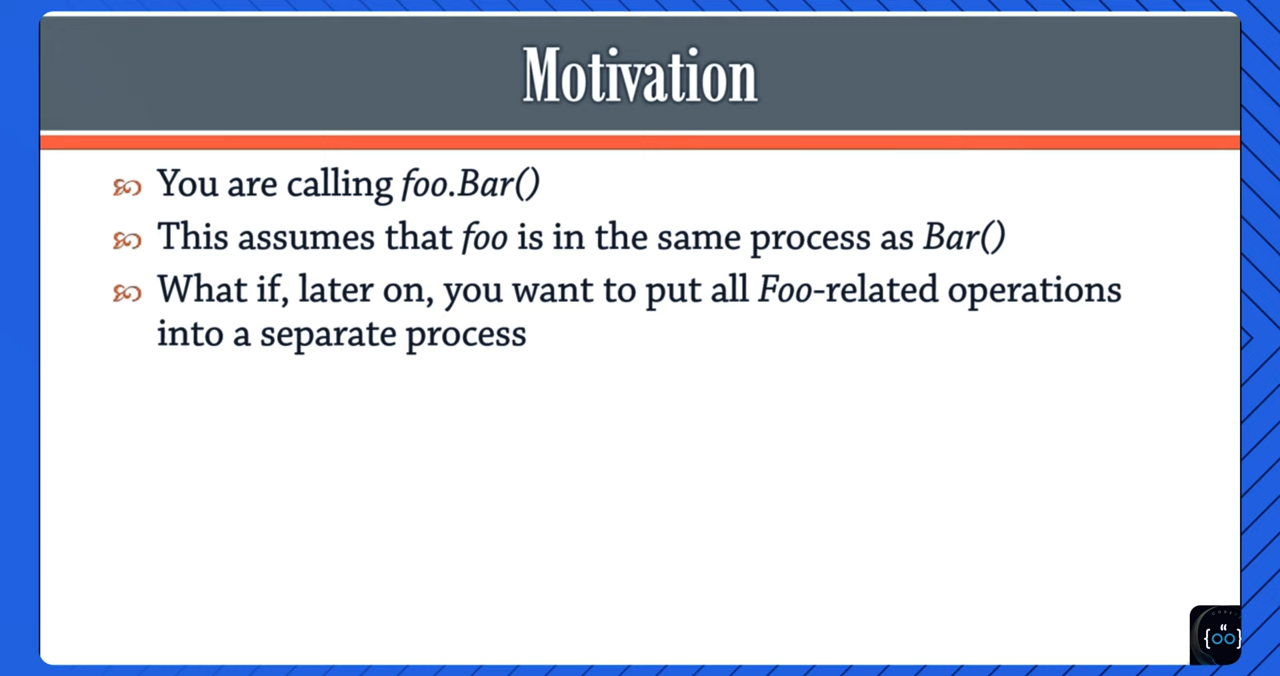 Motivation
You are calling foo.Bar()
This assumes that foo is in the same process as Bar()
What if, later on, you want to put all Foo-related operations
into a separate process